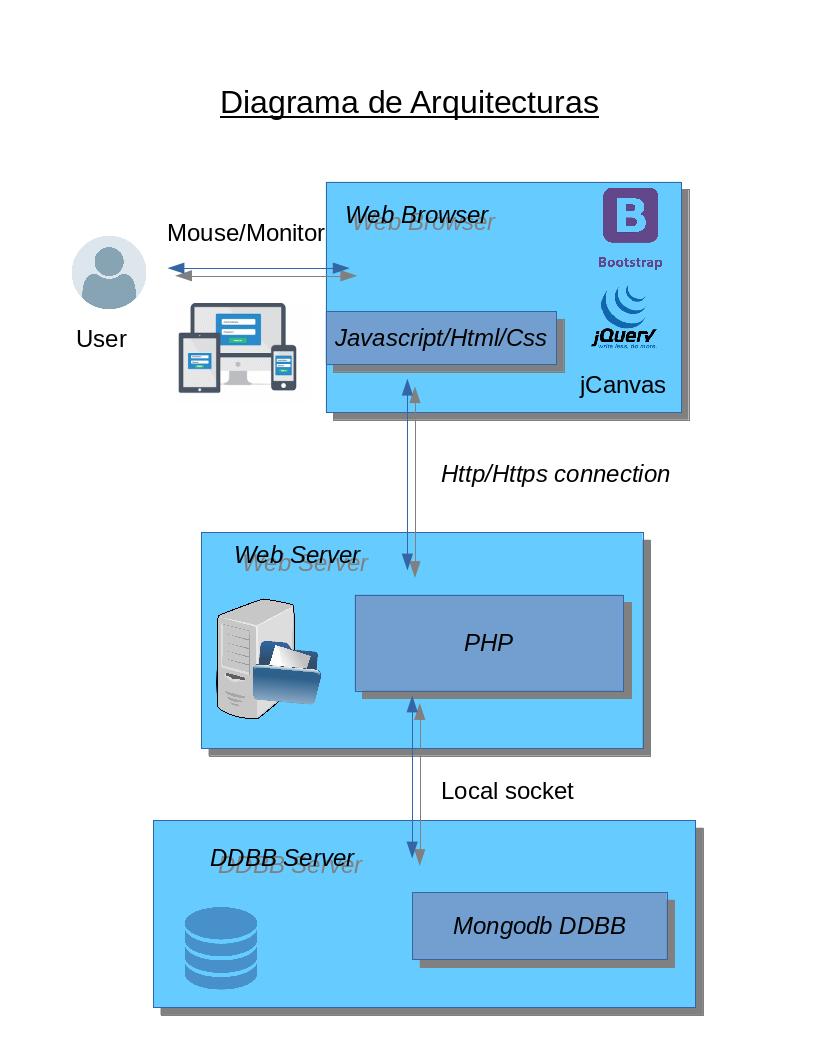 Diagrama de Arquitecturas
Web Browser
B
Bootstrap
Mouse/Monitor
User
Javascript/Html/Css
jQuery
write less, do more.
jCanvas
Http/Https connection
Web Server
PHP
Local socket
DDBB Server
Mongodb DDBB